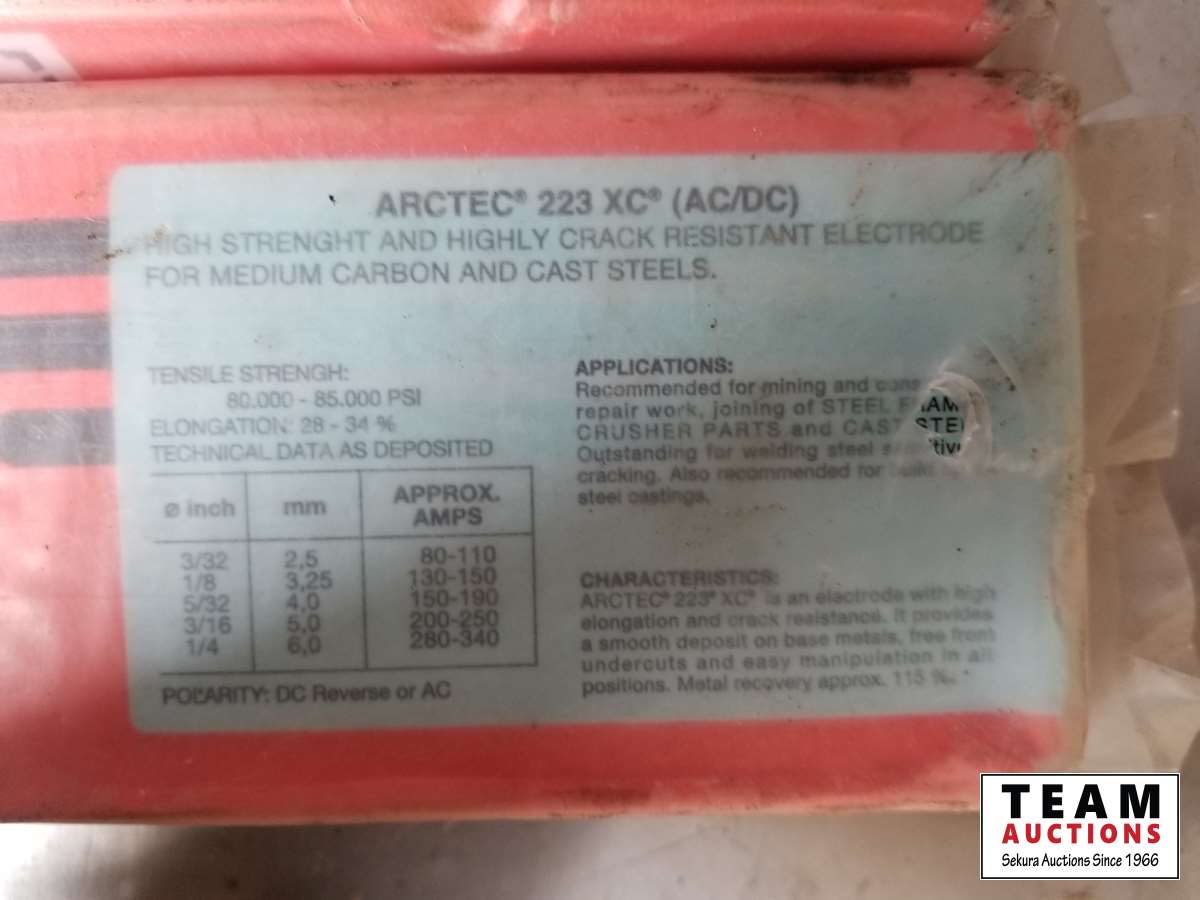 ARCTEC® 223 XC® (AC/DC)
HIGH STRENGHT AND HIGHLY CRACK RESISTANT ELECTRODE
FOR MEDIUM CARBON AND CAST STEELS.
TENSILE STRENGH:
80.000 - 85.000 PSI
ELONGATION: 28 - 34 %
TECHNICAL DATA AS DEPOSITED
ø inch mm APPROX. AMPS
3/32 2,5 80-110
1/8 3,25 130-150
5/32 4,0 150-190
3/16 5,0 200-250
1/4 6,0 280-340
POLARITY: DC Reverse or AC
APPLICATIONS:
Recommended for mining and
repair work, joining of STEEL
CRUSHER PARTS and CAST
Outstanding for welding steel
cracking. Also recommended for
steel castings.
CHARACTERISTICS:
ARCTEC® 223® XC® is an electrode with high
elongation and crack resistance. It provides
a smooth deposit on base metals, free from
undercuts and easy manipulation in all
positions. Metal recovery approx. 115 %.
TEAM
AUCTIONS
Sekura Auctions Since 1966